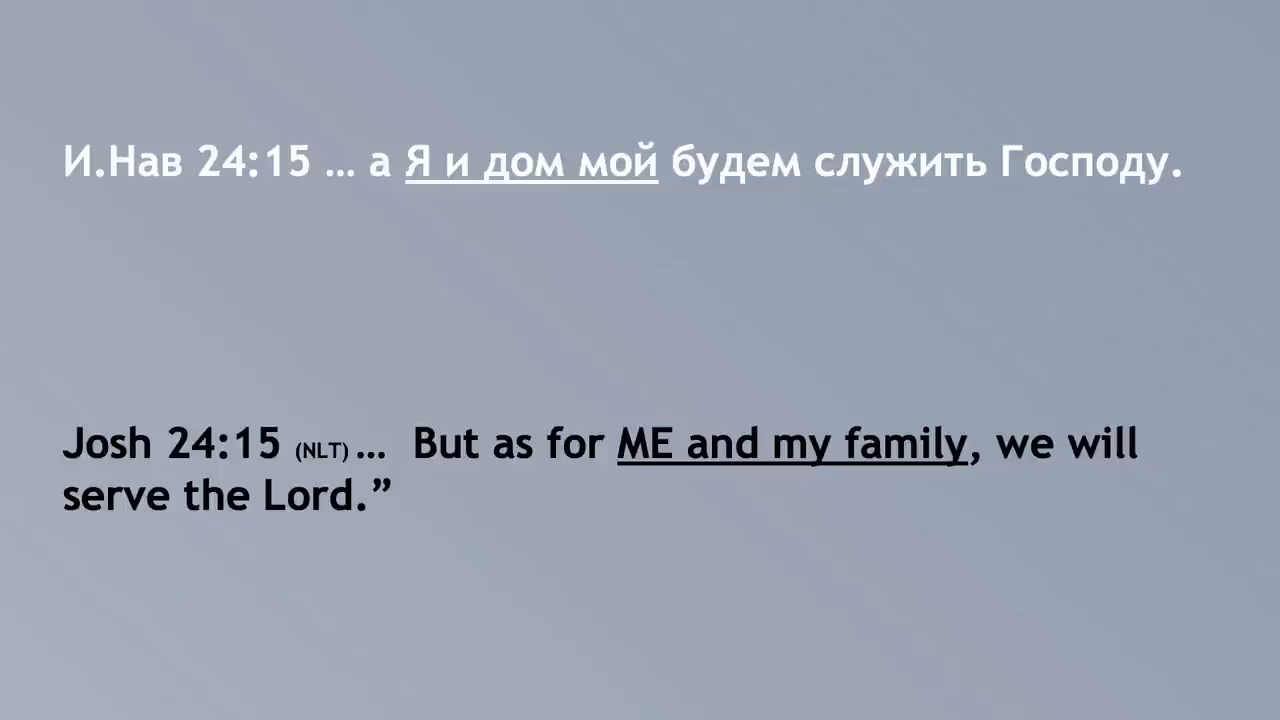 И.Нав 24:15 … а Я и дом мой будем служить Господу.
Josh 24:15 (NLT) … But as for ME and my family, we will
serve the Lord.”